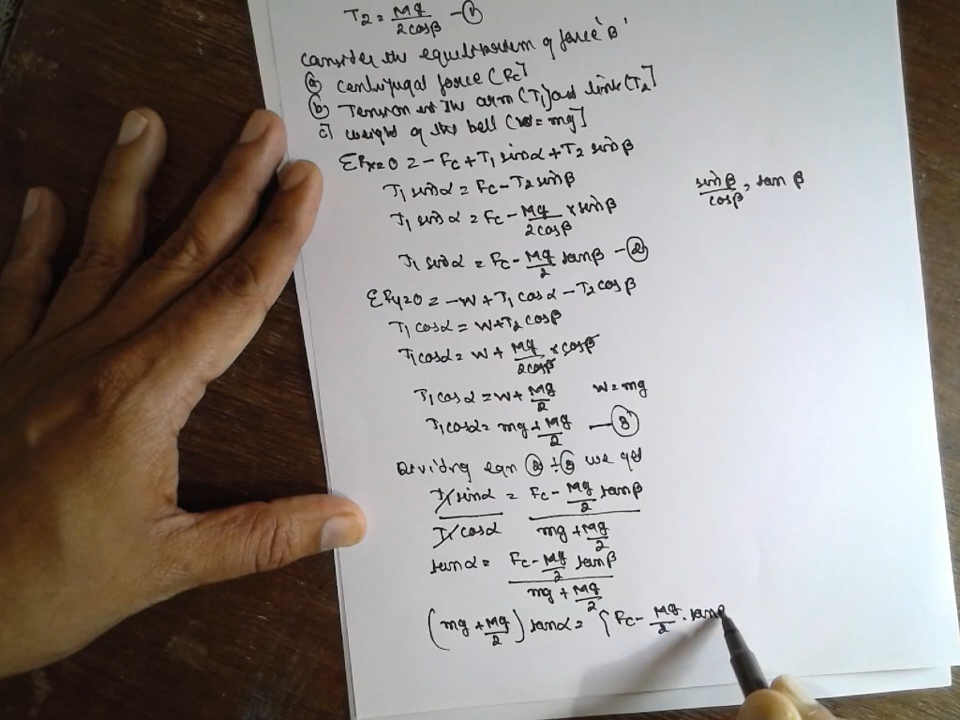 T2 = Mg/2cosβ — ①
Consider the equilibrium of force 'B'
ⓐ Centrifugal force (Fc]
ⓑ Tension in the arm (T1) and link (T2]
c] weight of the ball (w = mg]
ΣFx=0 = -Fc + T1 sinα + T2 sinβ
T1 sinα = Fc - T2 sinβ
sinβ/cosβ = tan β
T1 sinα = Fc - Mg/2cosβ × sinβ
T1 sinα = Fc - Mg/2 tanβ — ②
ΣFy=0 = -W + T1 cosα - T2 cosβ
T1 cosα = W + T2 cosβ
T1 cosα = W + Mg/2cosβ × cosβ
T1 cosα = W + Mg/2 W = mg
T1 cosα = mg + Mg/2 — ③
Dividing eqn ② ÷ ③ we get
T1 sinα / T1 cosα = Fc - Mg/2 tanβ / mg + Mg/2
tanα = Fc - Mg/2 tanβ / mg + Mg/2
(mg + Mg/2) tanα = { Fc - Mg/2 . tanβ